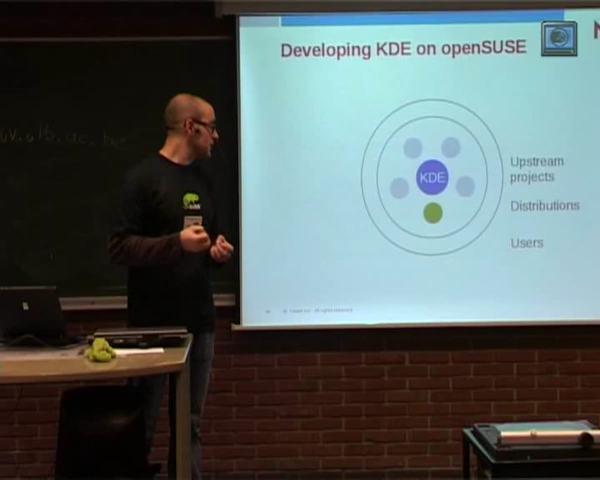 Developing KDE on openSUSE
N
KDE
Upstream
projects
Distributions
Users